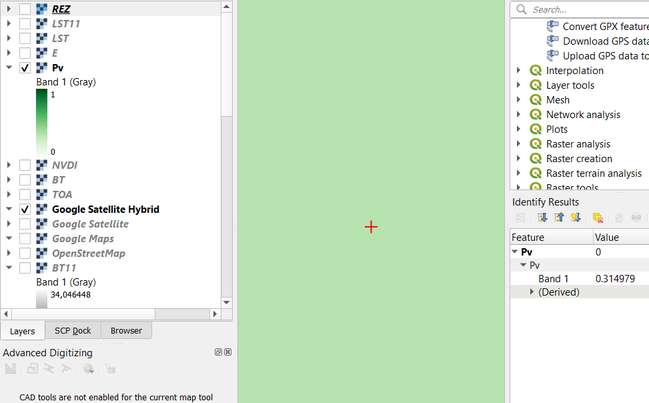 REZ
LST11
LST
E
Pv
Band 1 (Gray)
1
0
NVDI
BT
TOA
Google Satellite Hybrid
Google Satellite
Google Maps
OpenStreetMap
BT11
Band 1 (Gray)
34,046448
Layers
SCP Dock
Browser
Advanced Digitizing
CAD tools are not enabled for the current map tool
Search...
Convert GPX feature
Download GPS data
Upload GPS data to
Interpolation
Layer tools
Mesh
Network analysis
Plots
Raster analysis
Raster creation
Raster terrain analysis
Raster tools
Identify Results
Feature Value
Pv 0
Pv
Band 1 0.314979
(Derived)